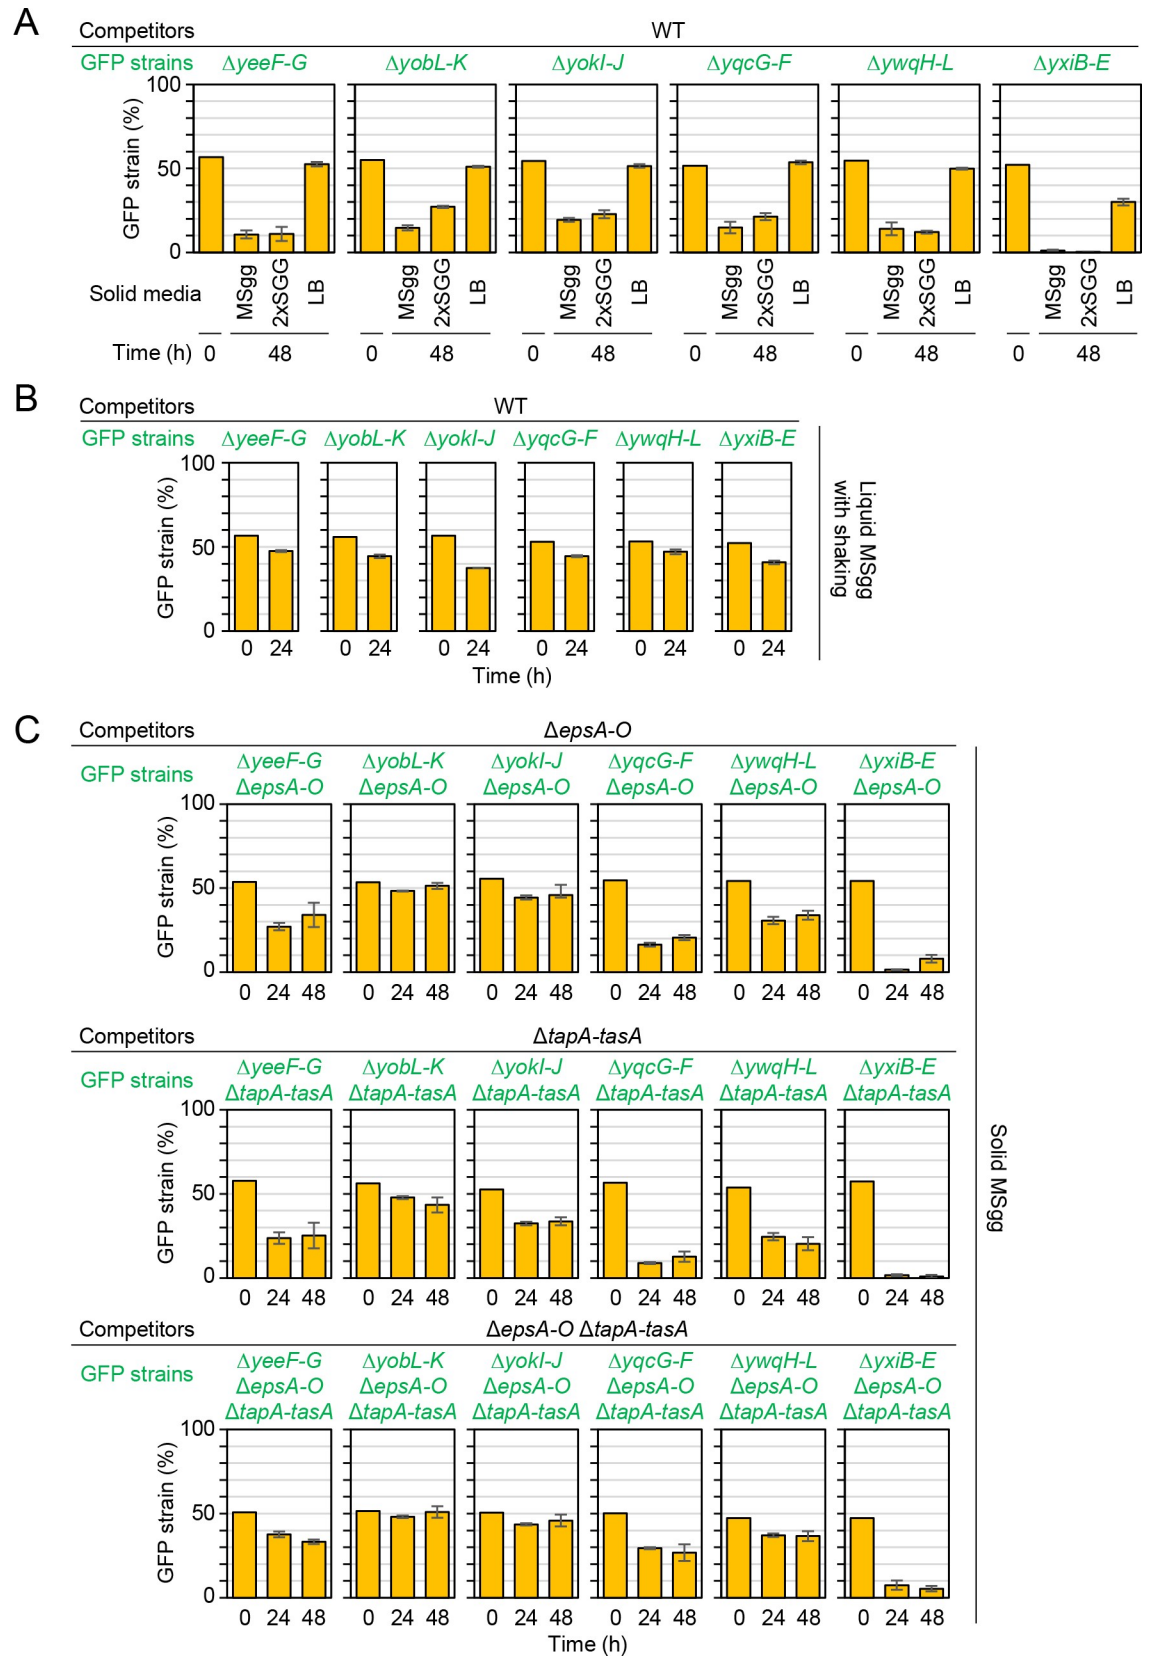 A
Competitors WT
GFP strains ΔyeeF-G ΔyobL-K ΔyokI-J ΔyqcG-F ΔywqH-L ΔyxiB-E
GFP strain (%)
100
50
0
Solid media MSgg 2xSGG LB MSgg 2xSGG LB MSgg 2xSGG LB MSgg 2xSGG LB MSgg 2xSGG LB MSgg 2xSGG LB
Time (h) 0 48 0 48 0 48 0 48 0 48 0 48
B
Competitors WT
GFP strains ΔyeeF-G ΔyobL-K ΔyokI-J ΔyqcG-F ΔywqH-L ΔyxiB-E
GFP strain (%)
100
50
0
0 24 0 24 0 24 0 24 0 24 0 24
Time (h)
Liquid MSgg
with shaking
C
Competitors ΔepsA-O
GFP strains
ΔyeeF-G ΔyobL-K ΔyokI-J ΔyqcG-F ΔywqH-L ΔyxiB-E
ΔepsA-O ΔepsA-O ΔepsA-O ΔepsA-O ΔepsA-O ΔepsA-O
GFP strain (%)
100
50
0
0 24 48 0 24 48 0 24 48 0 24 48 0 24 48 0 24 48
Competitors ΔtapA-tasA
GFP strains
ΔyeeF-G ΔyobL-K ΔyokI-J ΔyqcG-F ΔywqH-L ΔyxiB-E
ΔtapA-tasA ΔtapA-tasA ΔtapA-tasA ΔtapA-tasA ΔtapA-tasA ΔtapA-tasA
GFP strain (%)
100
50
0
0 24 48 0 24 48 0 24 48 0 24 48 0 24 48 0 24 48
Competitors ΔepsA-O ΔtapA-tasA
GFP strains
ΔyeeF-G ΔyobL-K ΔyokI-J ΔyqcG-F ΔywqH-L ΔyxiB-E
ΔepsA-O ΔepsA-O ΔepsA-O ΔepsA-O ΔepsA-O ΔepsA-O
ΔtapA-tasA ΔtapA-tasA ΔtapA-tasA ΔtapA-tasA ΔtapA-tasA ΔtapA-tasA
GFP strain (%)
100
50
0
0 24 48 0 24 48 0 24 48 0 24 48 0 24 48 0 24 48
Time (h)
Solid MSgg